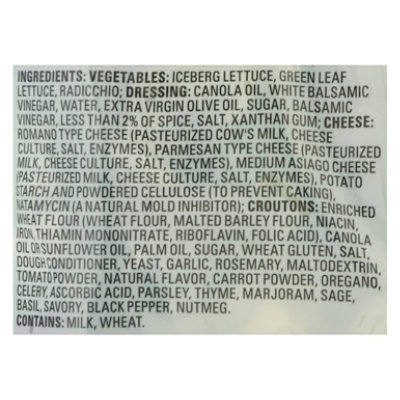 INGREDIENTS: VEGETABLES: ICEBERG LETTUCE, GREEN LEAF
LETTUCE, RADICCHIO; DRESSING: CANOLA OIL, WHITE BALSAMIC
VINEGAR, WATER, EXTRA VIRGIN OLIVE OIL, SUGAR, BALSAMIC
VINEGAR, LESS THAN 2% OF SPICE, SALT, XANTHAN GUM; CHEESE:
ROMANO TYPE CHEESE (PASTEURIZED COW'S MILK, CHEESE
CULTURE, SALT, ENZYMES), PARMESAN TYPE CHEESE (PASTEURIZED
MILK, CHEESE CULTURE, SALT, ENZYMES), MEDIUM ASIAGO CHEESE
(PASTEURIZED MILK, CHEESE CULTURE, SALT, ENZYMES), POTATO
STARCH AND POWDERED CELLULOSE (TO PREVENT CAKING),
NATAMYCIN (A NATURAL MOLD INHIBITOR); CROUTONS: ENRICHED
WHEAT FLOUR (WHEAT FLOUR, MALTED BARLEY FLOUR, NIACIN,
IRON, THIAMIN MONONITRATE, RIBOFLAVIN, FOLIC ACID), CANOLA
OIL OR SUNFLOWER OIL, PALM OIL, SUGAR, WHEAT GLUTEN, SALT,
DOUGH CONDITIONER, YEAST, GARLIC, ROSEMARY, MALTODEXTRIN,
TOMATO POWDER, NATURAL FLAVOR, CARROT POWDER, OREGANO,
CELERY, ASCORBIC ACID, PARSLEY, THYME, MARJORAM, SAGE,
BASIL, SAVORY, BLACK PEPPER, NUTMEG.
CONTAINS: MILK, WHEAT.